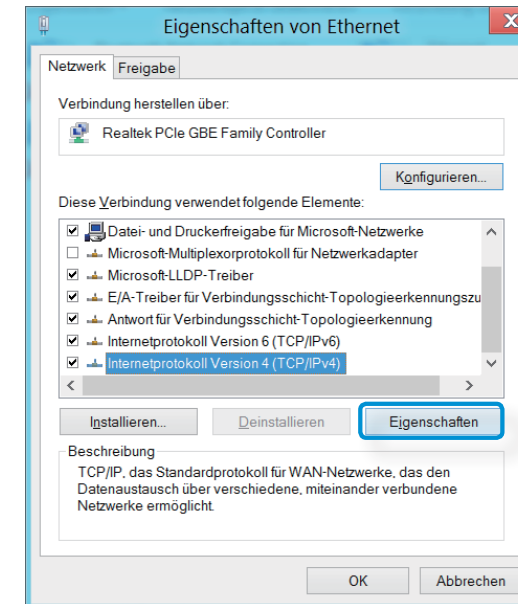 Eigenschaften von Ethernet
X
Netzwerk Freigabe
Verbindung herstellen über:
Realtek PCIe GBE Family Controller
Konfigurieren...
Diese Verbindung verwendet folgende Elemente:
Datei- und Druckerfreigabe für Microsoft-Netzwerke
Microsoft-Multiplexorprotokoll für Netzwerkadapter
Microsoft-LLDP-Treiber
E/A-Treiber für Verbindungsschicht-Topologieerkennungszu
Antwort für Verbindungsschicht-Topologieerkennung
Internetprotokoll Version 6 (TCP/IPv6)
Internetprotokoll Version 4 (TCP/IPv4)
Installieren... Deinstallieren Eigenschaften
Beschreibung
TCP/IP, das Standardprotokoll für WAN-Netzwerke, das den
Datenaustausch über verschiedene, miteinander verbundene
Netzwerke ermöglicht.
OK Abbrechen